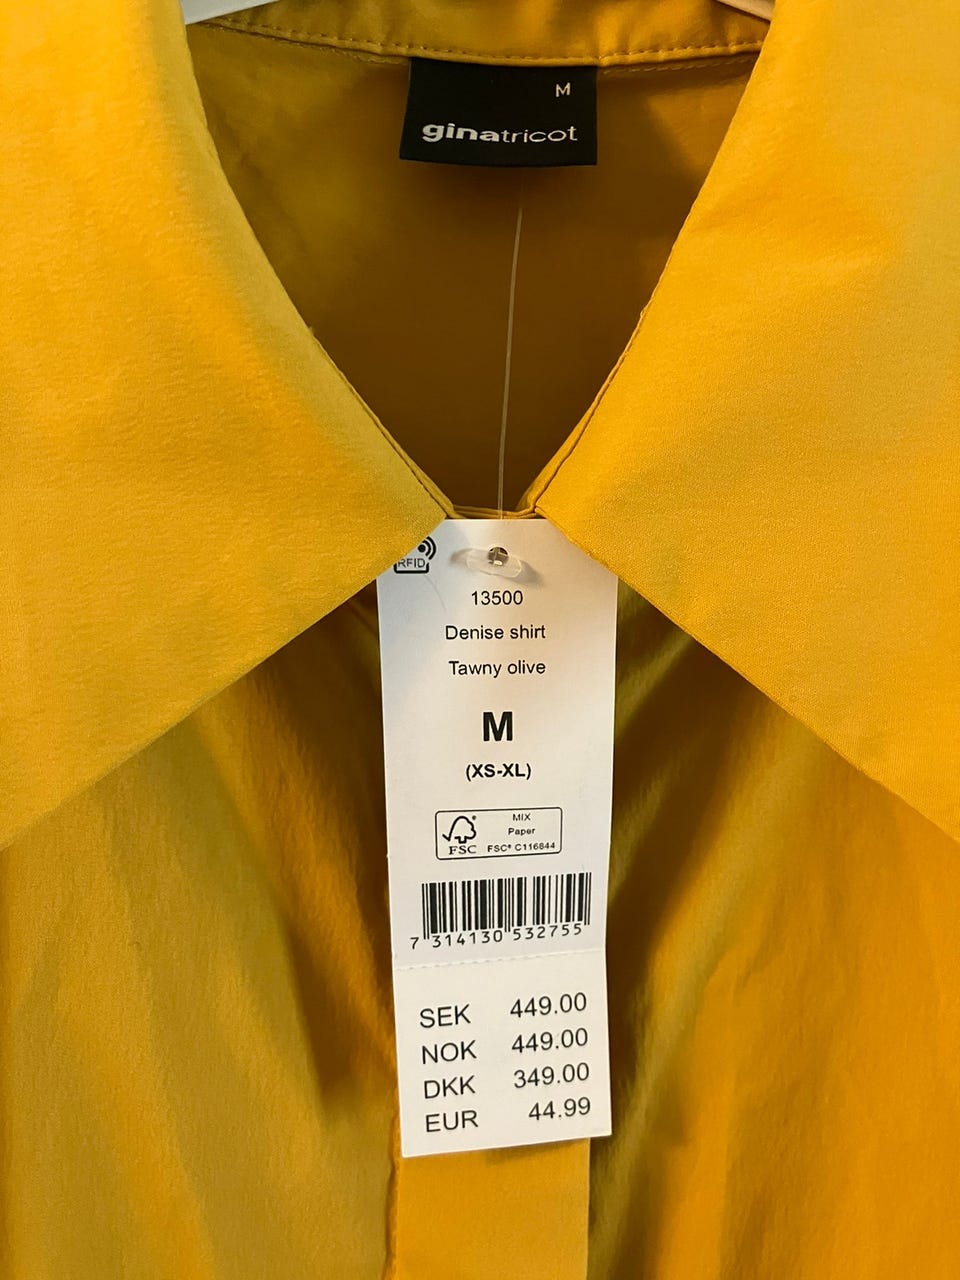 M
ginatricot
RFID
13500
Denise shirt
Tawny olive
M
(XS-XL)
MIX
Paper
FSC® C116844
FSC
7 314130 532755
SEK 449.00
NOK 449.00
DKK 349.00
EUR 44.99